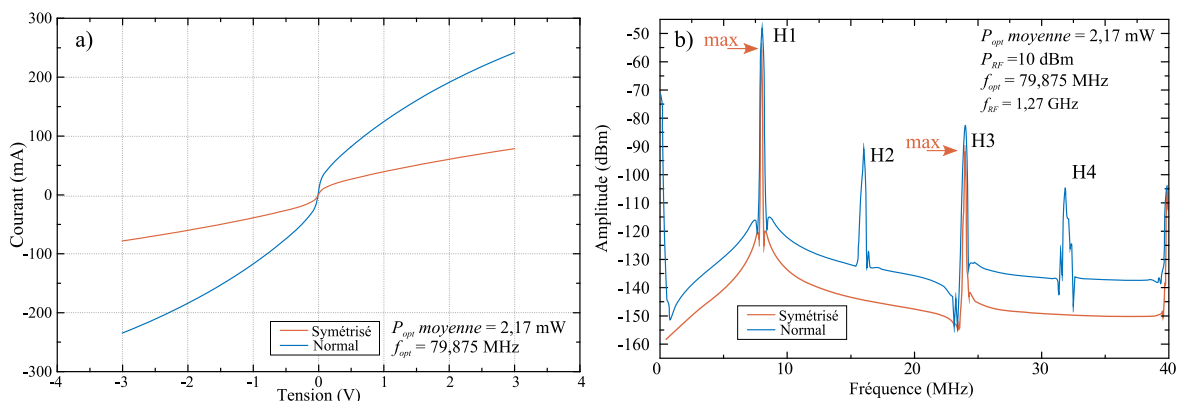 a)
300
200
100
0
-100
-200
-300
Courant (mA)
-4
-3
-2
-1
0
1
2
3
4
Tension (V)
Symétrisé
Normal
P_opt moyenne = 2,17 mW
f_opt = 79,875 MHz
b)
-50
-60
-70
-80
-90
-100
-110
-120
-130
-140
-150
-160
Amplitude (dBm)
max
H1
H2
max
H3
H4
P_opt moyenne = 2,17 mW
P_RF =10 dBm
f_opt = 79,875 MHz
f_RF = 1,27 GHz
Symétrisé
Normal
0
10
20
30
40
Fréquence (MHz)